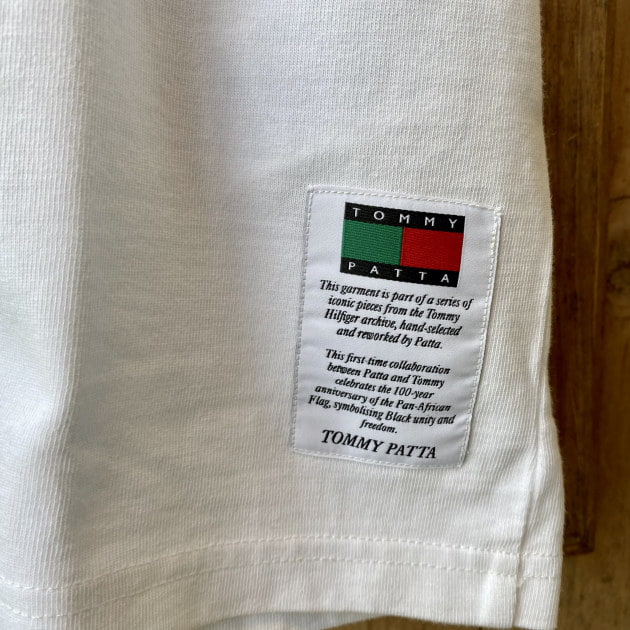 TOMMY
PATTA
This garment is part of a series of
iconic pieces from the Tommy
Hilfiger archive, hand-selected
and reworked by Patta.
This first-time collaboration
between Patta and Tommy
celebrates the 100-year
anniversary of the Pan-African
Flag, symbolising Black unity and
freedom.
TOMMY PATTA